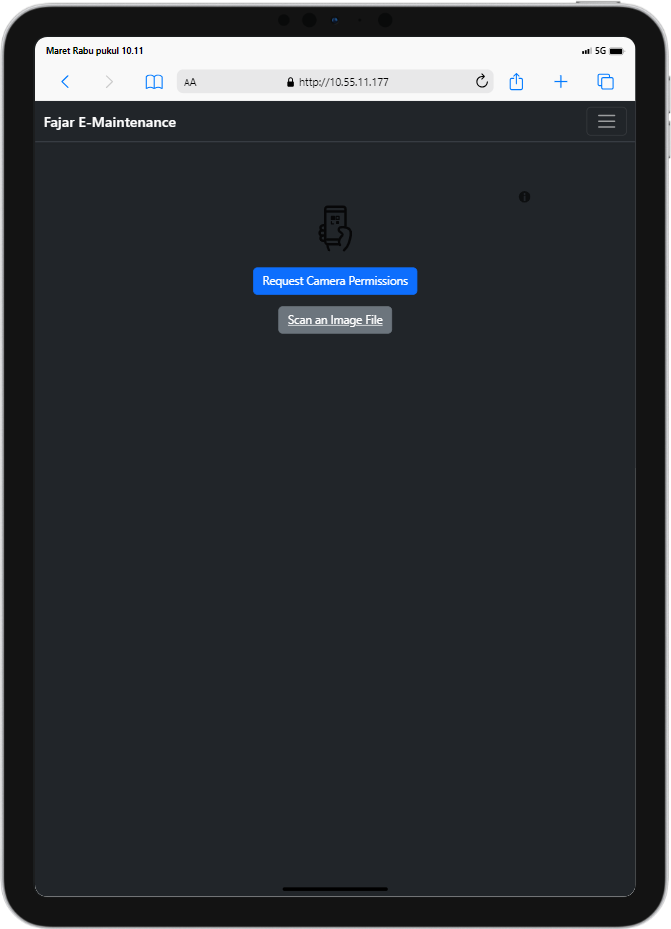 Maret Rabu pukul 10.11
5G
AA
http://10.55.11.177
Fajar E-Maintenance
Request Camera Permissions
Scan an Image File